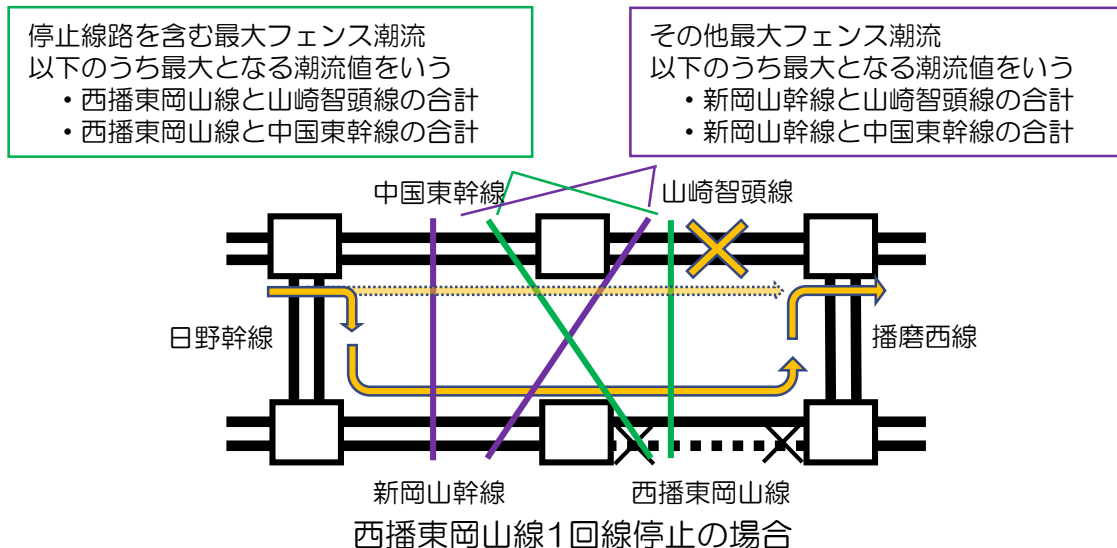 停止線路を含む最大フェンス潮流
以下のうち最大となる潮流値をいう
・西播東岡山線と山崎智頭線の合計
・西播東岡山線と中国東幹線の合計
その他最大フェンス潮流
以下のうち最大となる潮流値をいう
・新岡山幹線と山崎智頭線の合計
・新岡山幹線と中国東幹線の合計
中国東幹線
山崎智頭線
日野幹線
播磨西線
新岡山幹線
西播東岡山線
西播東岡山線1回線停止の場合